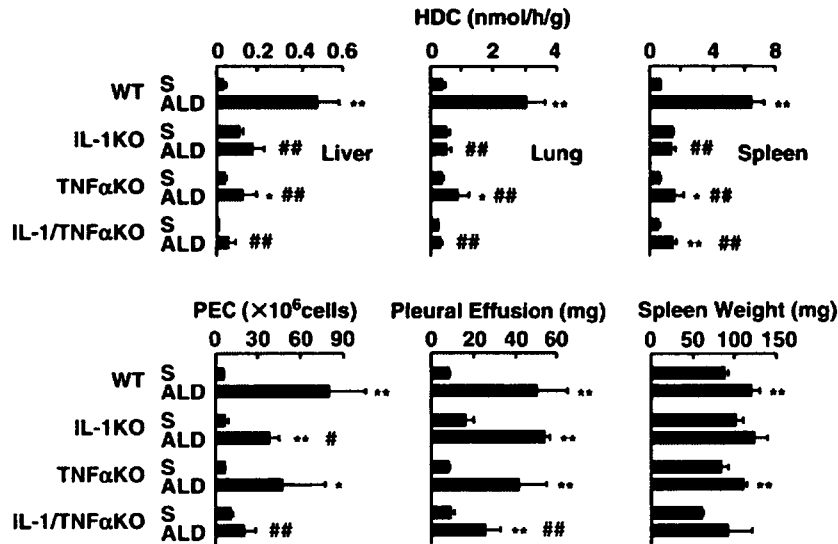 HDC (nmol/h/g)
0 0.2 0.6 0 2 4 0 4 8
WT S
ALD ** ** **
IL-1KO S
ALD ## Liver ## Lung ## Spleen
TNFαKO S
ALD * ## * ## * ##
IL-1/TNFαKO S
ALD ## ## ** ##
PEC (×10⁶cells) Pleural Effusion (mg) Spleen Weight (mg)
0 30 60 90 0 20 40 60 0 50 100 150
WT S
ALD ** ** **
IL-1KO S
ALD ** # **
TNFαKO S
ALD * ** **
IL-1/TNFαKO S
ALD ## ** ##